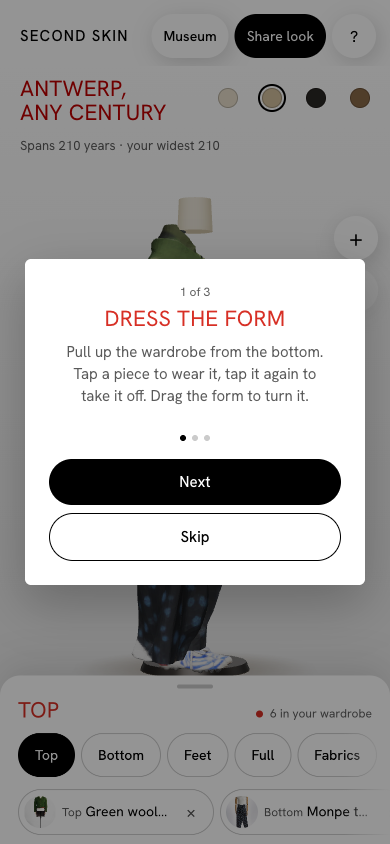 SECOND SKIN
Museum
Share look
?
ANTWERP,
ANY CENTURY
Spans 210 years · your widest 210
+
1 of 3
DRESS THE FORM
Pull up the wardrobe from the bottom.
Tap a piece to wear it, tap it again to
take it off. Drag the form to turn it.
Next
Skip
TOP
6 in your wardrobe
Top
Bottom
Feet
Full
Fabrics
Top Green wool... ×
Bottom Monpe t...